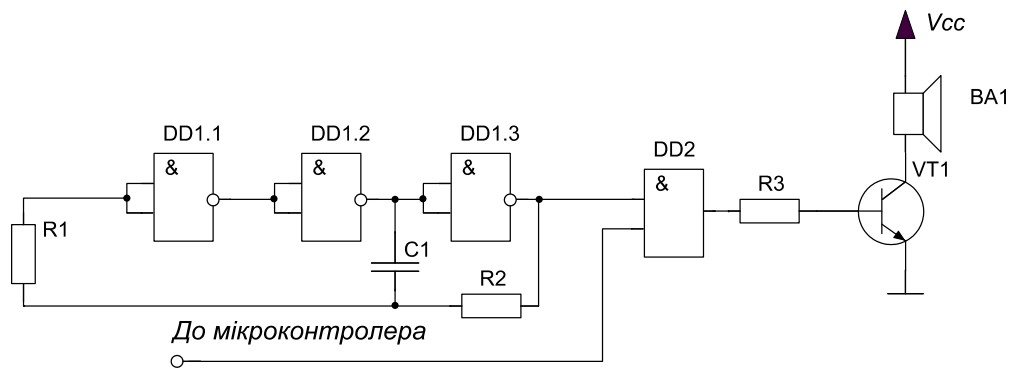 Vcc
BA1
DD1.1
DD1.2
DD1.3
DD2
VT1
&
&
&
&
R3
R1
C1
R2
До мікроконтролера